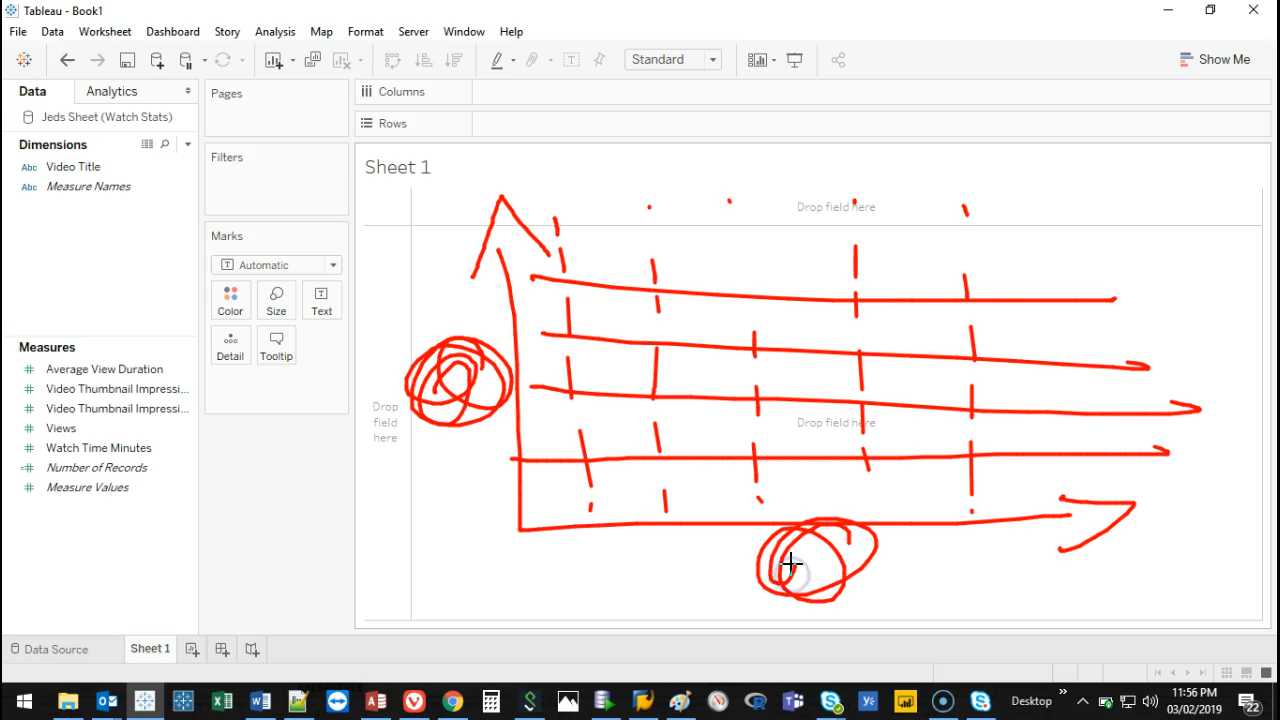 Tableau - Book1
File Data Worksheet Dashboard Story Analysis Map Format Server Window Help
Standard
Show Me
Data Analytics
Jeds Sheet (Watch Stats)
Dimensions
Abc Video Title
Abc Measure Names
Measures
Average View Duration
Video Thumbnail Impressi...
Video Thumbnail Impressi...
Views
Watch Time Minutes
Number of Records
Measure Values
Pages
Filters
Marks
Automatic
Color Size Text
Detail Tooltip
Columns
Rows
Sheet 1
Drop field here
Drop
field
here
Drop field here
Data Source Sheet 1
Desktop
11:56 PM
03/02/2019
22